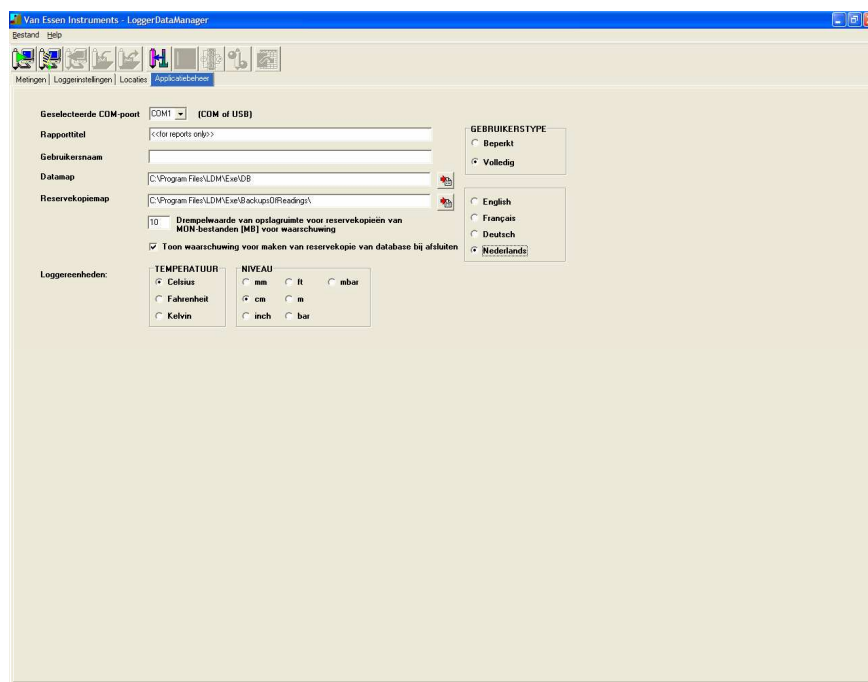 Van Essen Instruments - LoggerDataManager
Bestand Help
Metingen Loggerinstellingen Locaties Applicatiebeheer
Geselecteerde COM-poort COM1 (COM of USB)
Rapporttitel <<for reports only>>
Gebruikersnaam
Datamap C:\Program Files\LDM\Exe\DB
Reservekopiemap C:\Program Files\LDM\Exe\BackupsOfReadings\
10 Drempelwaarde van opslagruimte voor reservekopieën van
MON-bestanden [MB] voor waarschuwing
Toon waarschuwing voor maken van reservekopie van database bij afsluiten
GEBRUIKERSTYPE
Beperkt
Volledig
English
Français
Deutsch
Nederlands
Loggereenheden:
TEMPERATUUR
Celsius
Fahrenheit
Kelvin
NIVEAU
mm ft mbar
cm m
inch bar